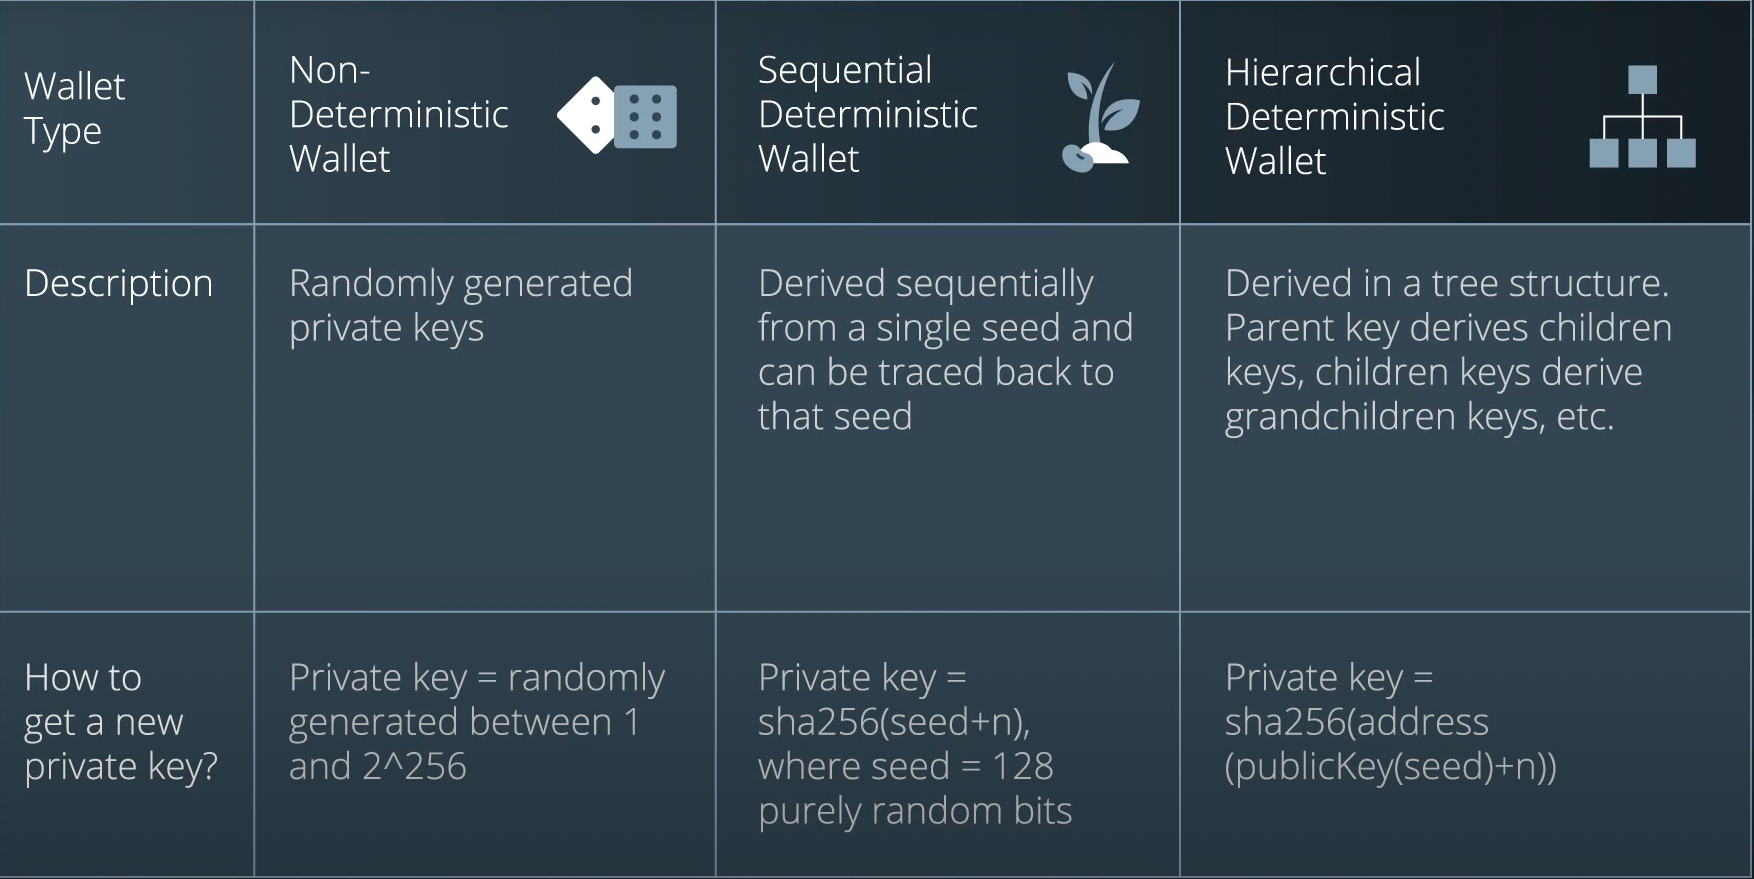 Wallet
Type
Non-
Deterministic
Wallet
Sequential
Deterministic
Wallet
Hierarchical
Deterministic
Wallet
Description
Randomly generated
private keys
Derived sequentially
from a single seed and
can be traced back to
that seed
Derived in a tree structure.
Parent key derives children
keys, children keys derive
grandchildren keys, etc.
How to
get a new
private key?
Private key = randomly
generated between 1
and 2^256
Private key =
sha256(seed+n),
where seed = 128
purely random bits
Private key =
sha256(address
(publicKey(seed)+n))